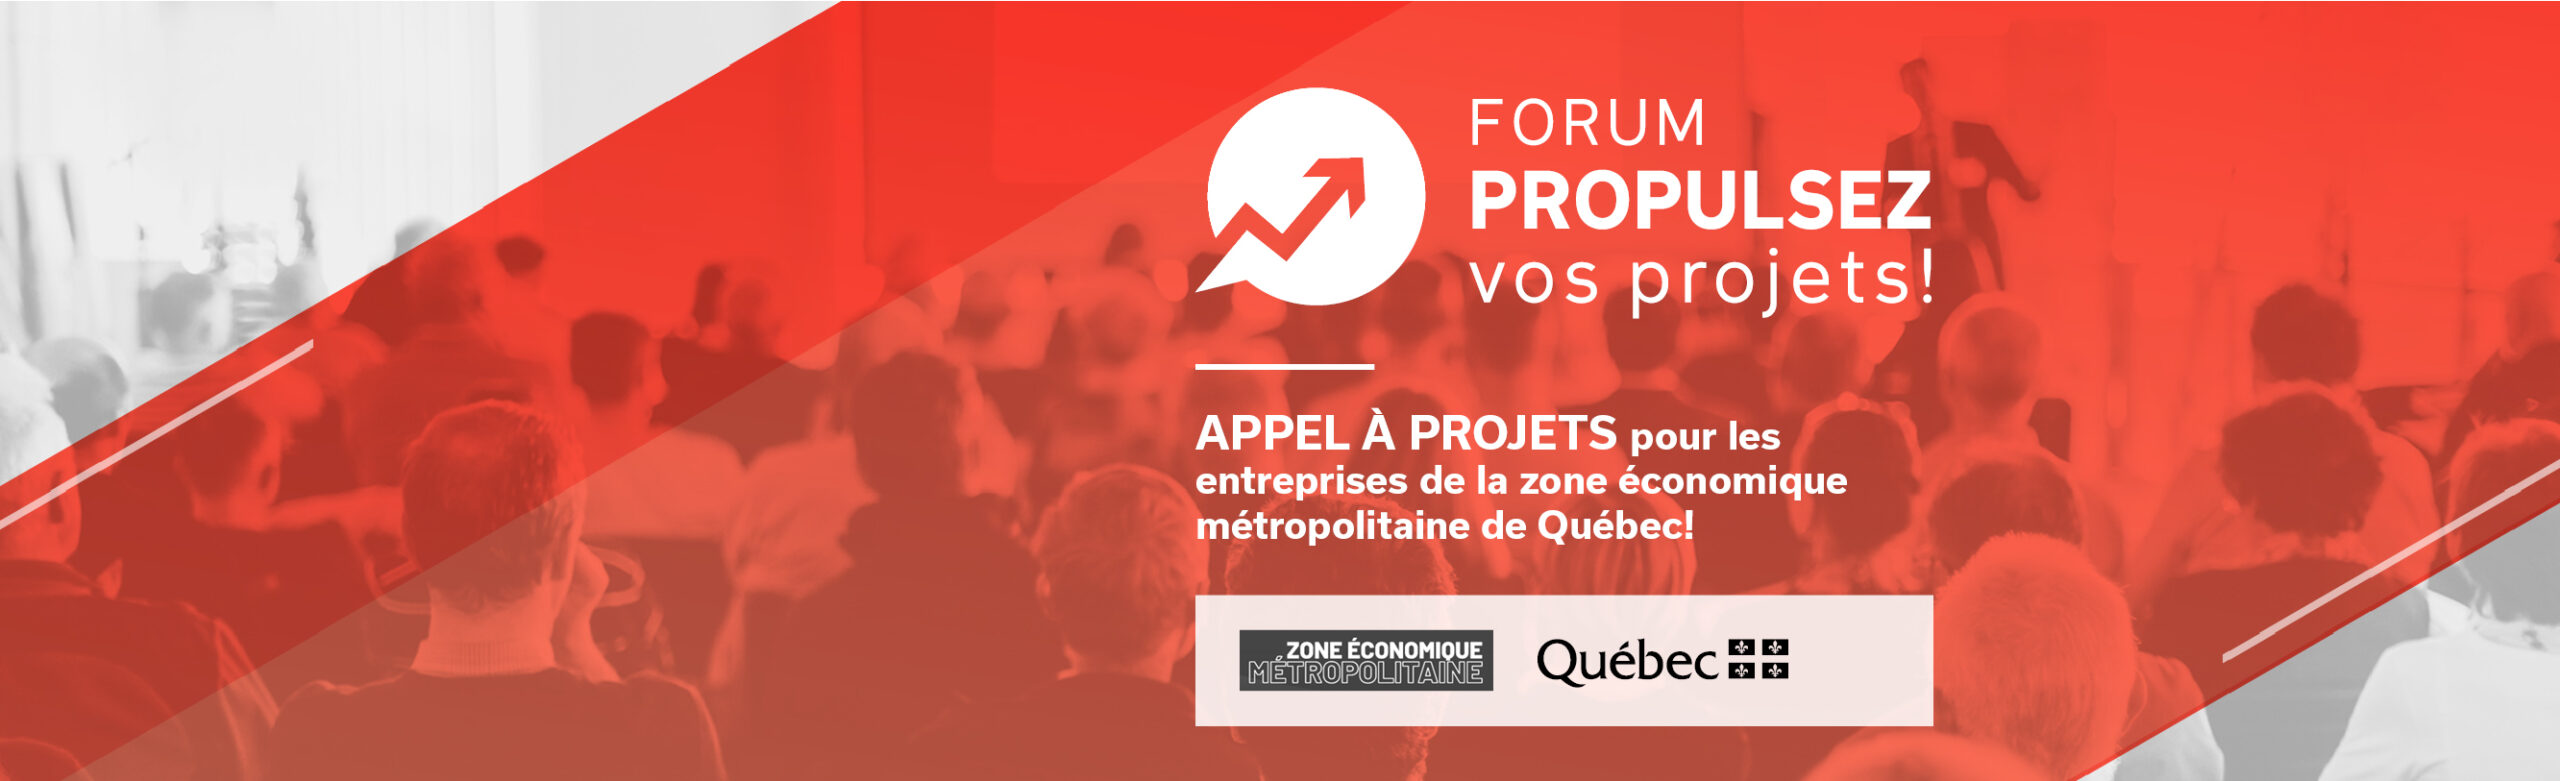 FORUM
PROPULSEZ
vos projets!
APPEL À PROJETS pour les
entreprises de la zone économique
métropolitaine de Québec!
ZONE ÉCONOMIQUE
MÉTROPOLITAINE
Québec